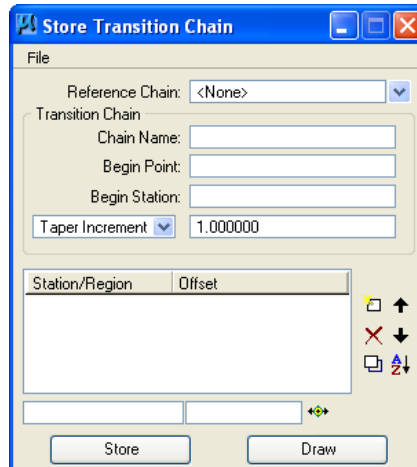 Store Transition Chain
File
Reference Chain: <None>
Transition Chain
Chain Name:
Begin Point:
Begin Station:
Taper Increment 1.000000
Station/Region Offset
A
Z
Store Draw